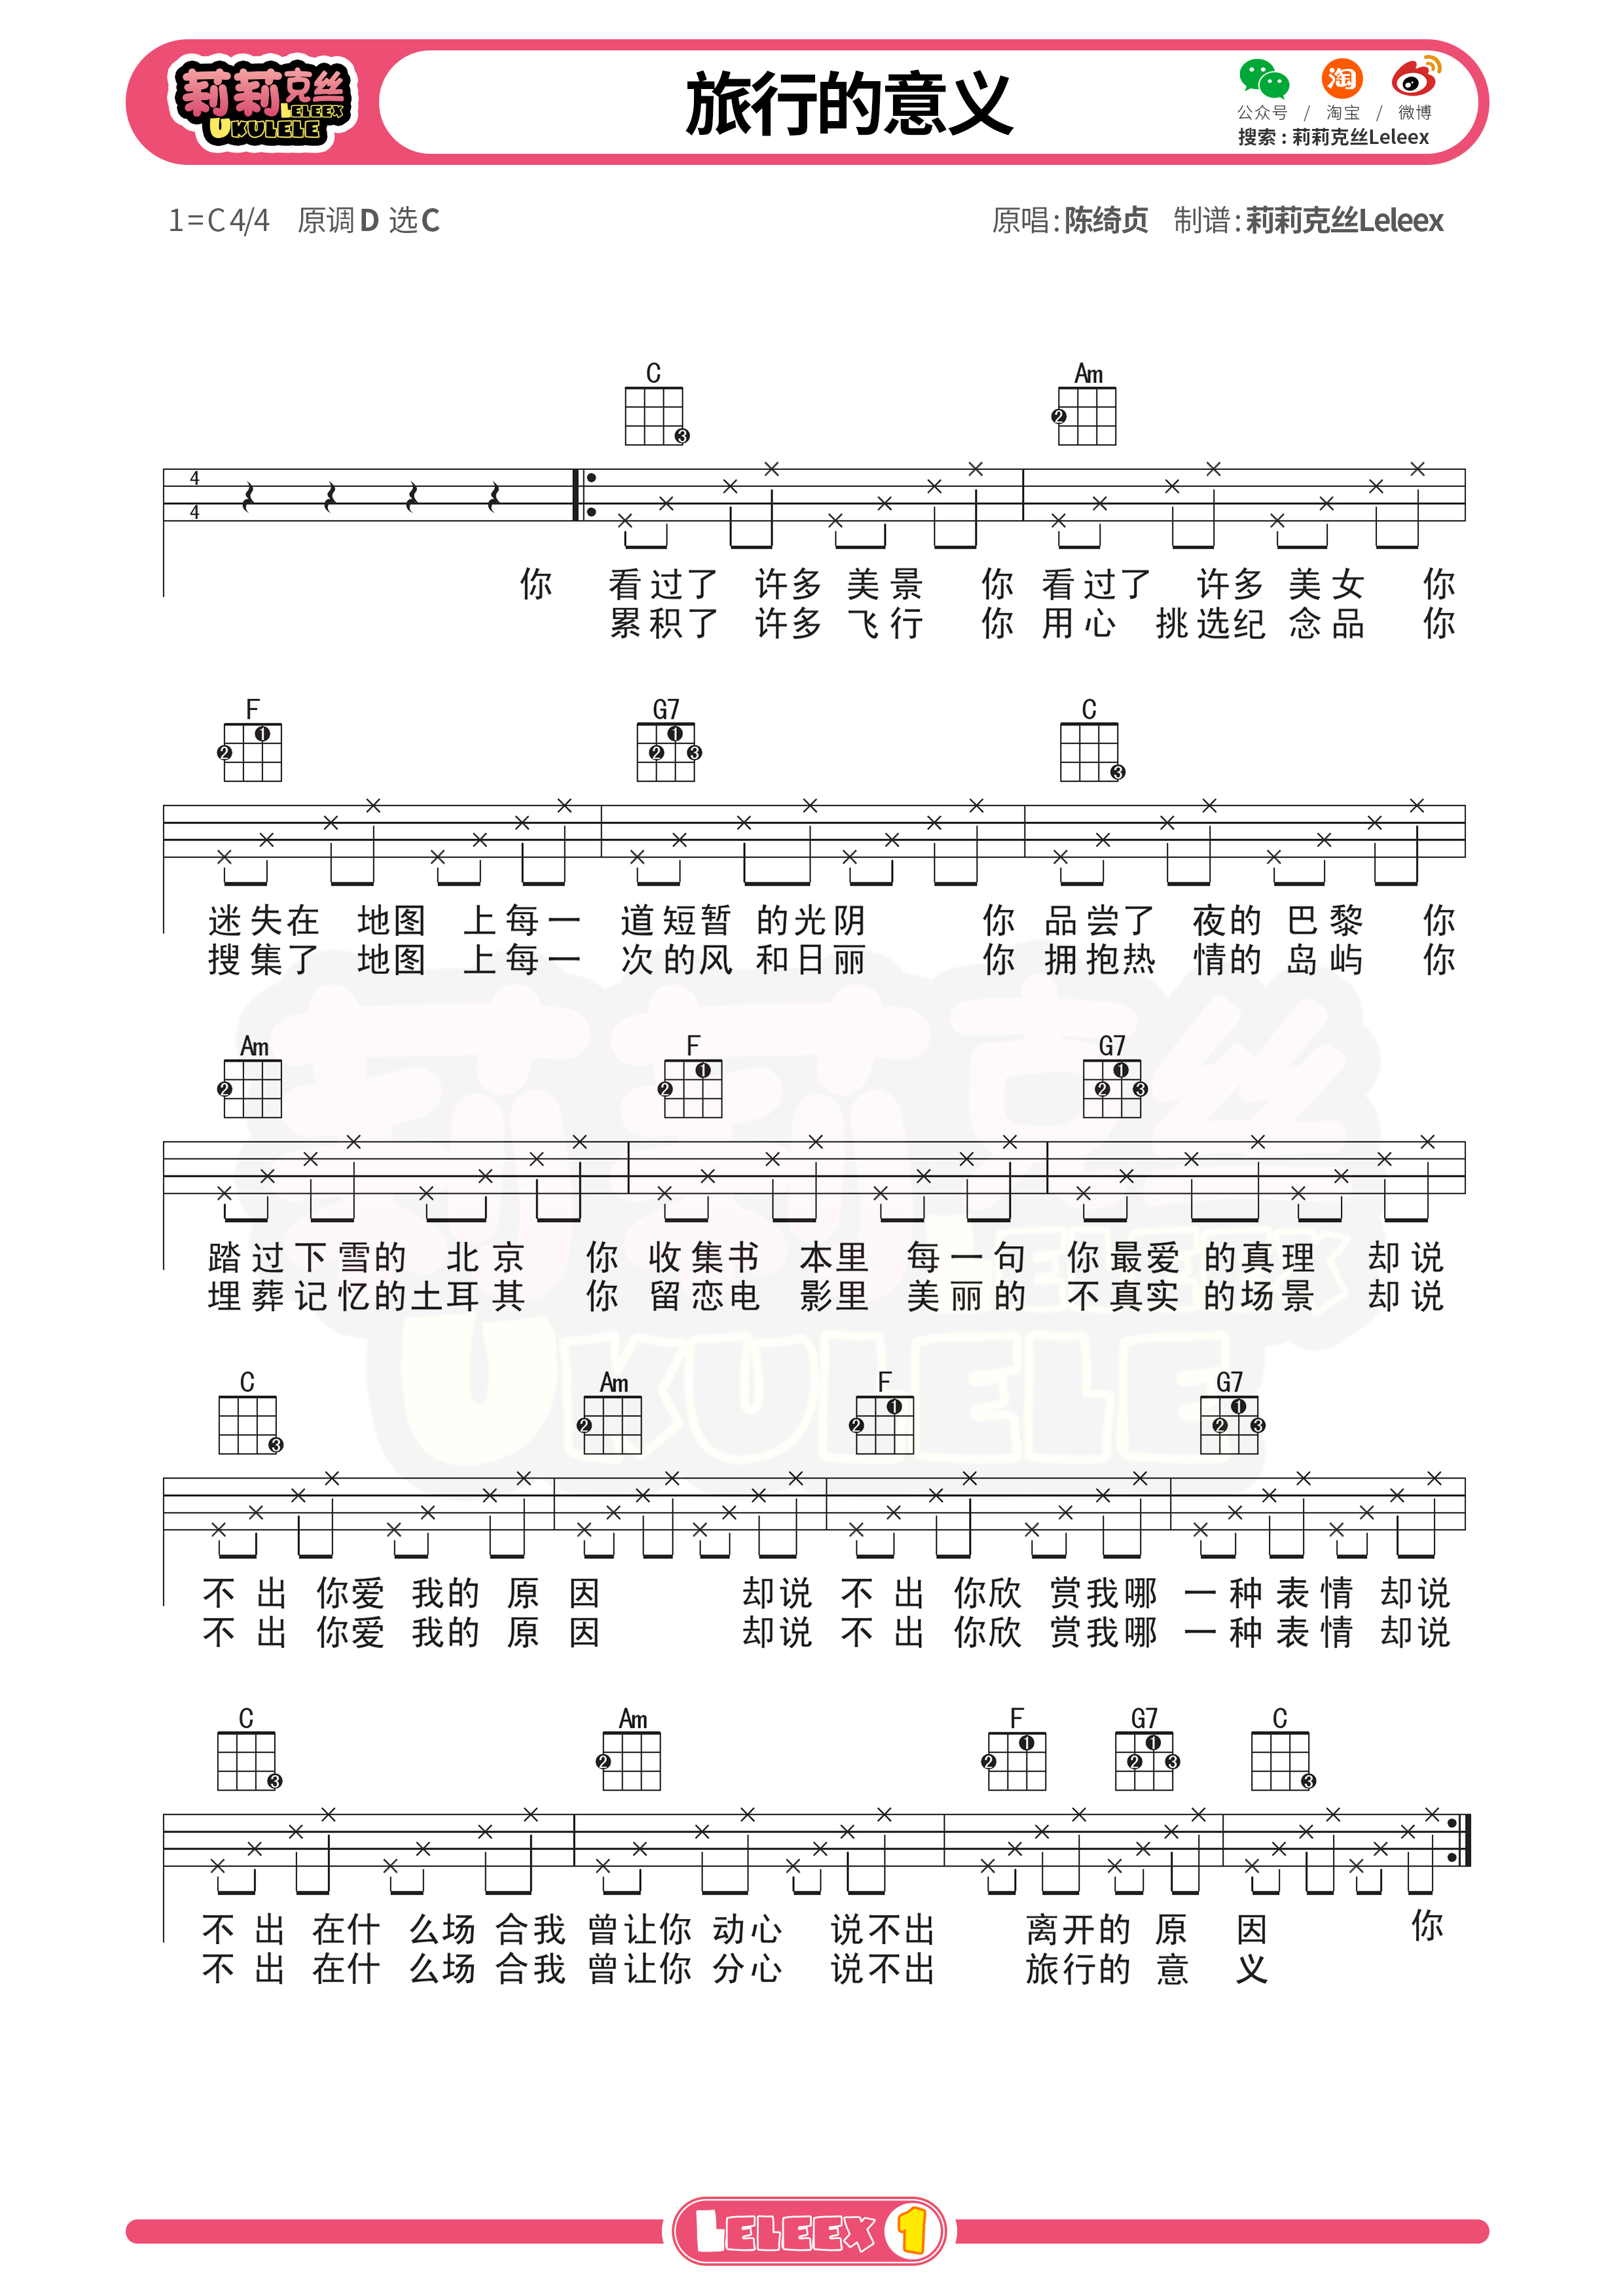 莉莉克丝
LELEEX
UKULELE
旅行的意义
公众号 / 淘宝 / 微博
搜索：莉莉克丝Leleex
1=C 4/4 原调D 选C
原唱：陈绮贞 制谱：莉莉克丝Leleex
C Am
4
4
你 看过了 许多 美景 你 看过了 许多 美女 你
累积了 许多 飞行 你 用心 挑选纪 念品 你
F G7 C
迷失在 地图 上每一 道短暂 的光阴 你 品尝了 夜的 巴黎 你
搜集了 地图 上每一 次的风 和日丽 你 拥抱热 情的 岛屿 你
Am F G7
踏过下雪的 北京 你 收集书 本里 每一句 你最爱 的真理 却说
埋葬记忆的土耳其 你 留恋电 影里 美丽的 不真实 的场景 却说
C Am F G7
不出 你爱 我的 原因 却说 不出 你欣 赏我哪 一种表情 却说
不出 你爱 我的 原因 却说 不出 你欣 赏我哪 一种表情 却说
C Am F G7 C
不出 在什 么场 合我 曾让你 动心 说不出 离开的 原因 你
不出 在什 么场 合我 曾让你 分心 说不出 旅行的 意义
LELEEX 1